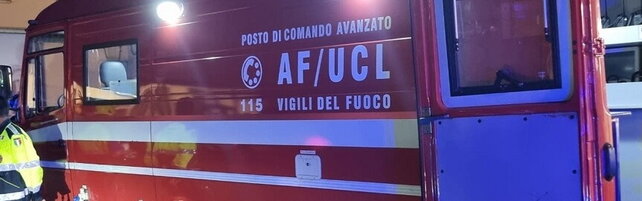 POSTO DI COMANDO AVANZATO
AF/UCL
115 VIGILI DEL FUOCO